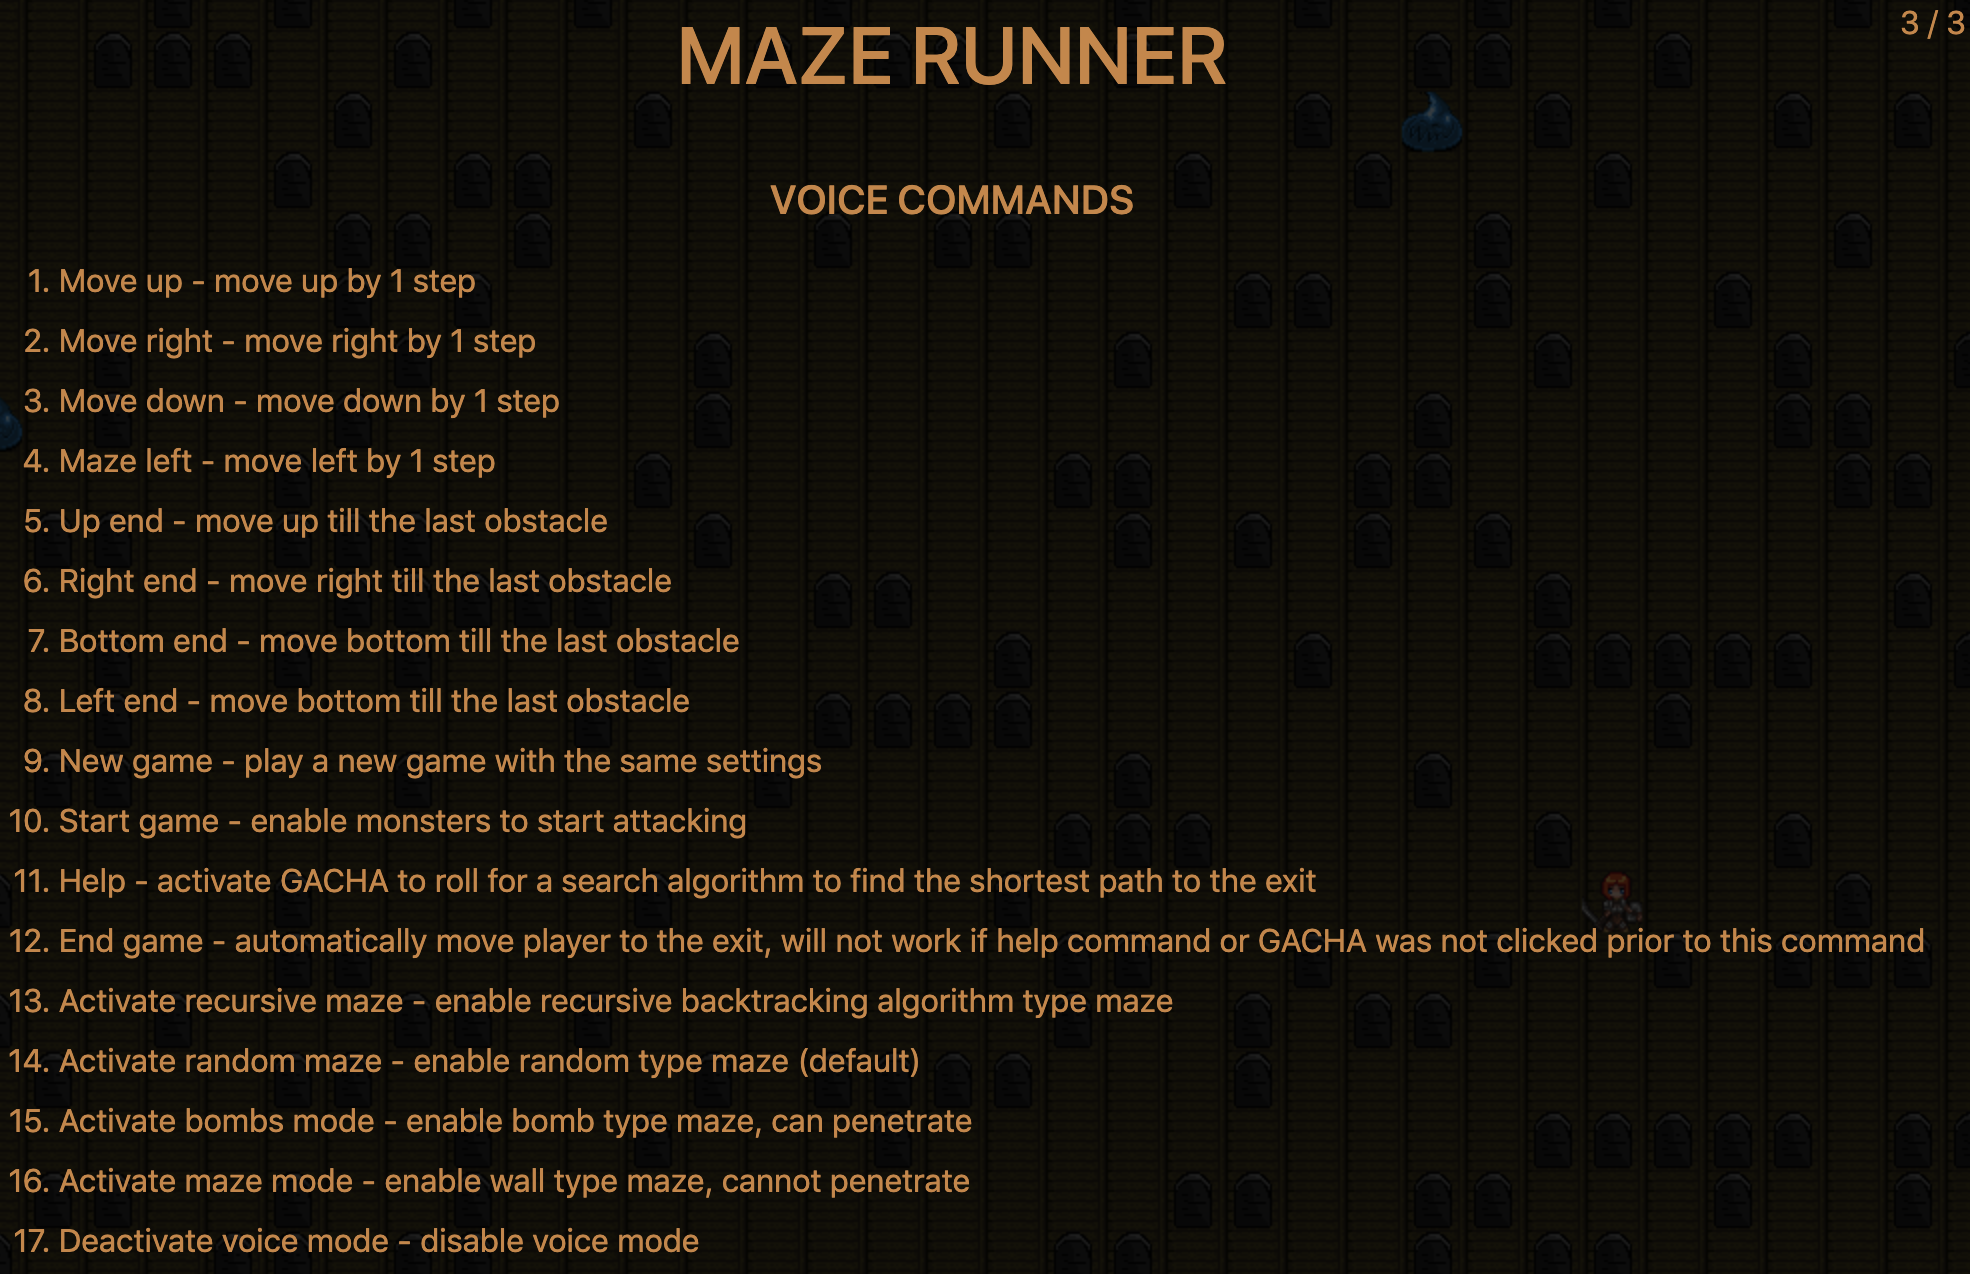 3 / 3
MAZE RUNNER
VOICE COMMANDS
1. Move up - move up by 1 step
2. Move right - move right by 1 step
3. Move down - move down by 1 step
4. Maze left - move left by 1 step
5. Up end - move up till the last obstacle
6. Right end - move right till the last obstacle
7. Bottom end - move bottom till the last obstacle
8. Left end - move bottom till the last obstacle
9. New game - play a new game with the same settings
10. Start game - enable monsters to start attacking
11. Help - activate GACHA to roll for a search algorithm to find the shortest path to the exit
12. End game - automatically move player to the exit, will not work if help command or GACHA was not clicked prior to this command
13. Activate recursive maze - enable recursive backtracking algorithm type maze
14. Activate random maze - enable random type maze (default)
15. Activate bombs mode - enable bomb type maze, can penetrate
16. Activate maze mode - enable wall type maze, cannot penetrate
17. Deactivate voice mode - disable voice mode